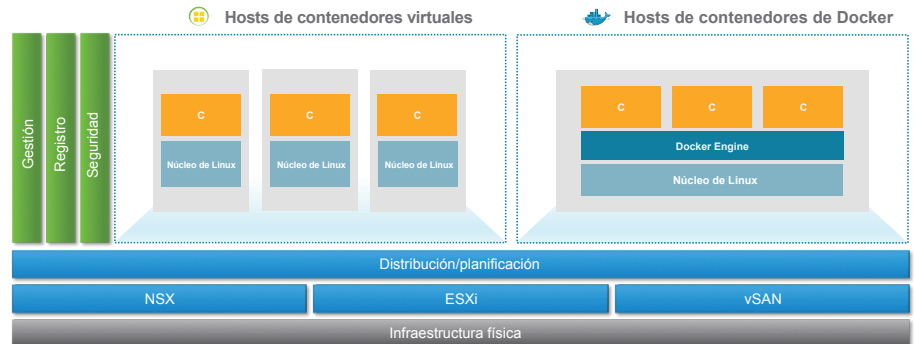 Hosts de contenedores virtuales
Hosts de contenedores de Docker
Gestión
Registro
Seguridad
C
C
C
Núcleo de Linux
Núcleo de Linux
Núcleo de Linux
C
C
C
Docker Engine
Núcleo de Linux
Distribución/planificación
NSX
ESXi
vSAN
Infraestructura física